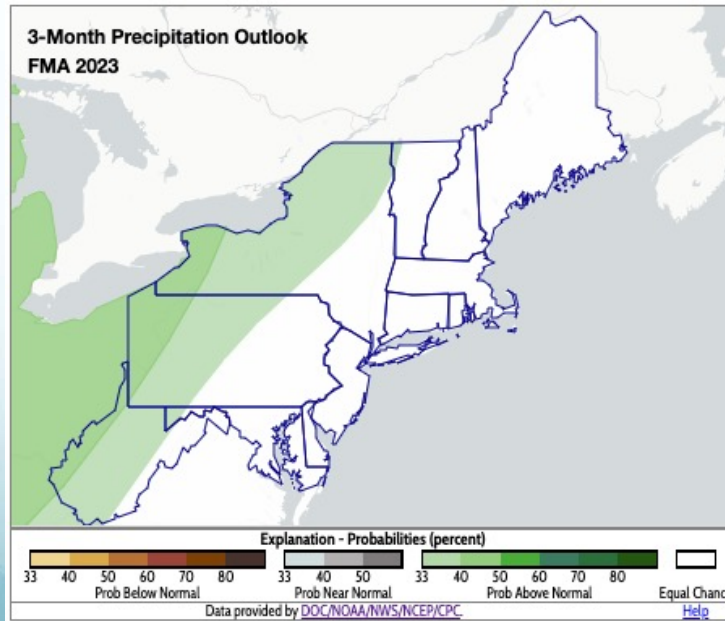 3-Month Precipitation Outlook
FMA 2023
Explanation - Probabilities (percent)
33 40 50 60 70 80 33 40 50 33 40 50 60 70 80
Prob Below Normal Prob Near Normal Prob Above Normal Equal Chanc
Data provided by DOC/NOAA/NWS/NCEP/CPC. Help